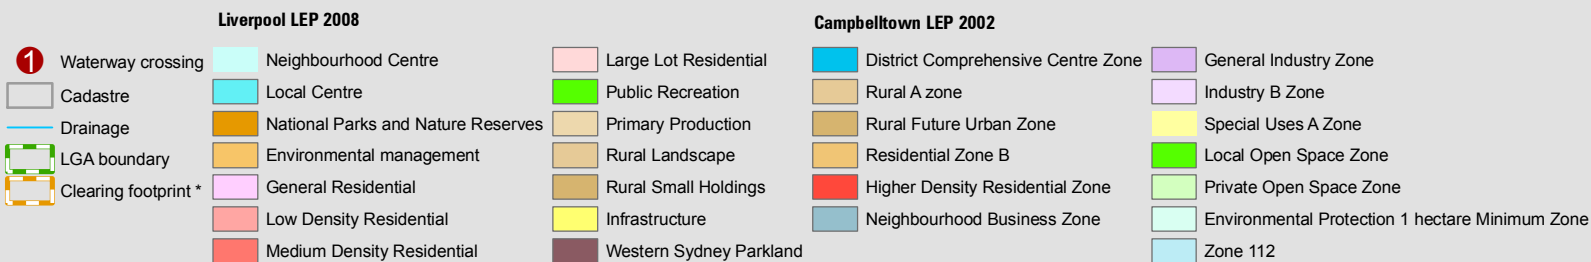 Liverpool LEP 2008
Campbelltown LEP 2002
1
Waterway crossing
Cadastre
Drainage
LGA boundary
Clearing footprint *
Neighbourhood Centre
Local Centre
National Parks and Nature Reserves
Environmental management
General Residential
Low Density Residential
Medium Density Residential
Large Lot Residential
Public Recreation
Primary Production
Rural Landscape
Rural Small Holdings
Infrastructure
Western Sydney Parkland
District Comprehensive Centre Zone
Rural A zone
Rural Future Urban Zone
Residential Zone B
Higher Density Residential Zone
Neighbourhood Business Zone
General Industry Zone
Industry B Zone
Special Uses A Zone
Local Open Space Zone
Private Open Space Zone
Environmental Protection 1 hectare Minimum Zone
Zone 112